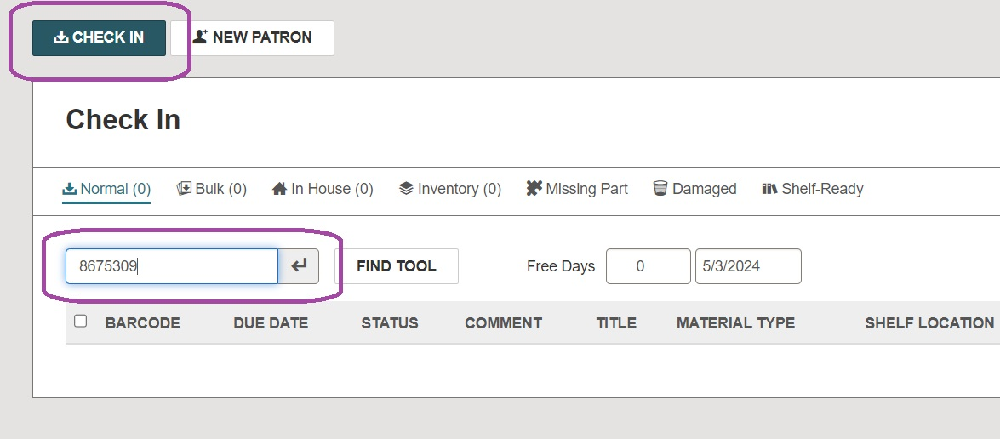 CHECK IN NEW PATRON
Check In
Normal (0) Bulk (0) In House (0) Inventory (0) Missing Part Damaged Shelf-Ready
8675309 FIND TOOL Free Days 0 5/3/2024
BARCODE DUE DATE STATUS COMMENT TITLE MATERIAL TYPE SHELF LOCATION